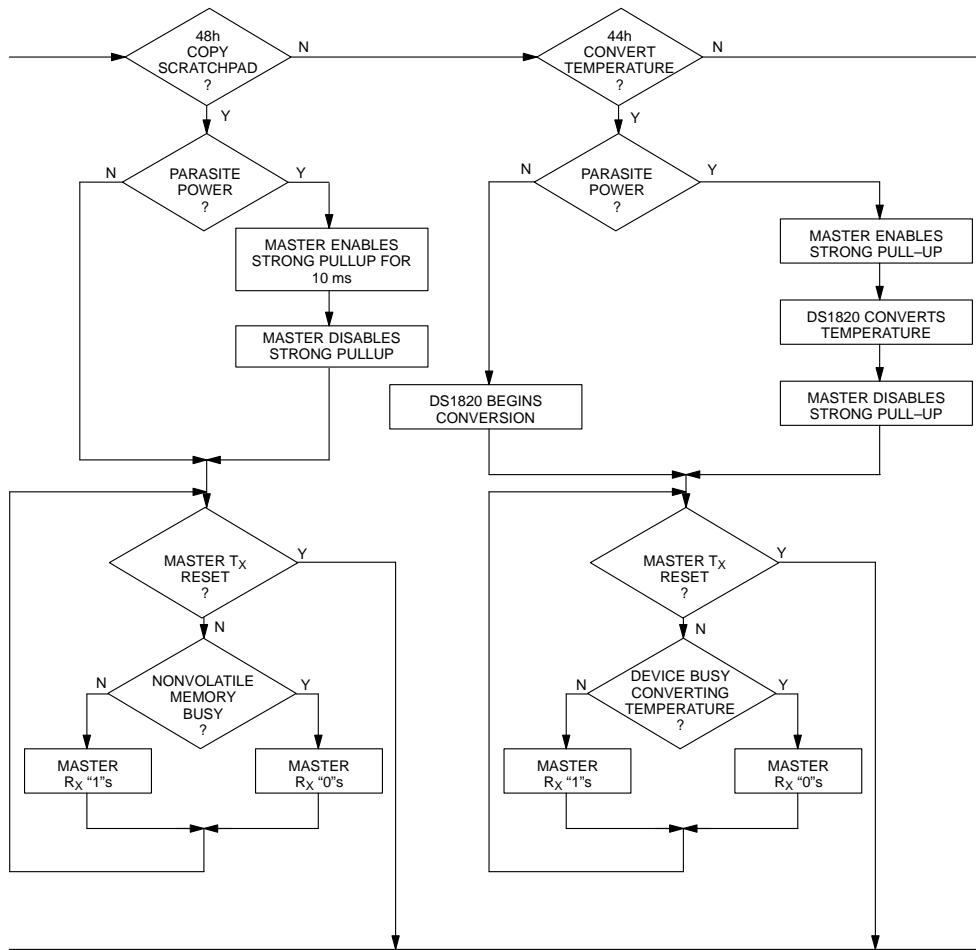 48h
COPY
SCRATCHPAD
?
N
Y
44h
CONVERT
TEMPERATURE
?
N
Y
N
PARASITE
POWER
?
Y
MASTER ENABLES
STRONG PULLUP FOR
10 ms
MASTER DISABLES
STRONG PULLUP
N
PARASITE
POWER
?
Y
MASTER ENABLES
STRONG PULL–UP
DS1820 CONVERTS
TEMPERATURE
MASTER DISABLES
STRONG PULL–UP
DS1820 BEGINS
CONVERSION
MASTER TX
RESET
?
Y
N
N
NONVOLATILE
MEMORY
BUSY
?
Y
MASTER
RX “1”s
MASTER
RX “0”s
MASTER TX
RESET
?
Y
N
N
DEVICE BUSY
CONVERTING
TEMPERATURE
?
Y
MASTER
RX “1”s
MASTER
RX “0”s